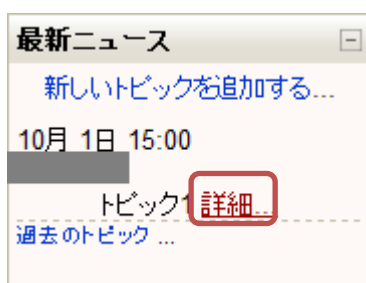 最新ニュース
新しいトピックを追加する...
10月 1日 15:00
トピック1 詳細...
過去のトピック ...